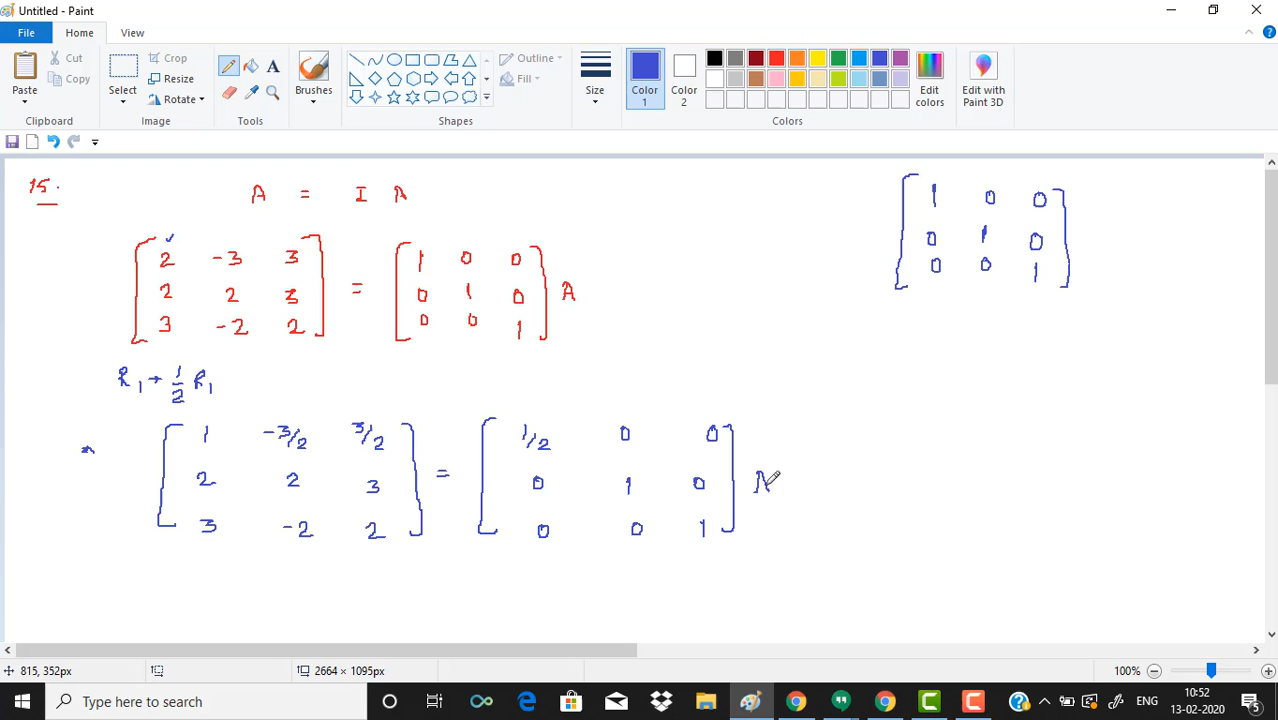 Untitled - Paint
File Home View
Paste
Cut
Copy
Clipboard
Select
Crop
Resize
Rotate
Image
Tools
Brushes
Shapes
Outline
Fill
Size
Color 1
Color 2
Colors
Edit colors
Edit with Paint 3D
15.
A = I A
1 0 0
0 1 0
0 0 1
2 -3 3 1 0 0
2 2 3 = 0 1 0 A
3 -2 2 0 0 1
R1 → 1/2 R1
1 -3/2 3/2 1/2 0 0
2 2 3 = 0 1 0 A
3 -2 2 0 0 1
815, 352px
2664 × 1095px
100%
Type here to search
ENG
10:52
13-02-2020
5